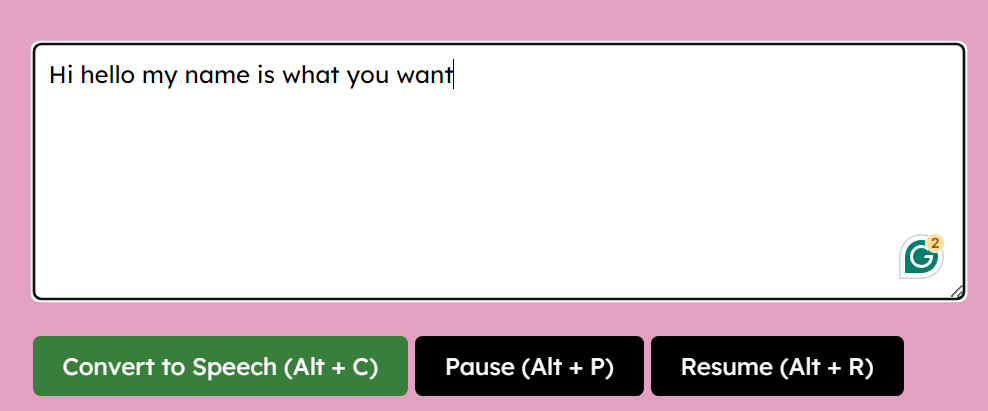 Hi hello my name is what you want
2
Convert to Speech (Alt + C) Pause (Alt + P) Resume (Alt + R)